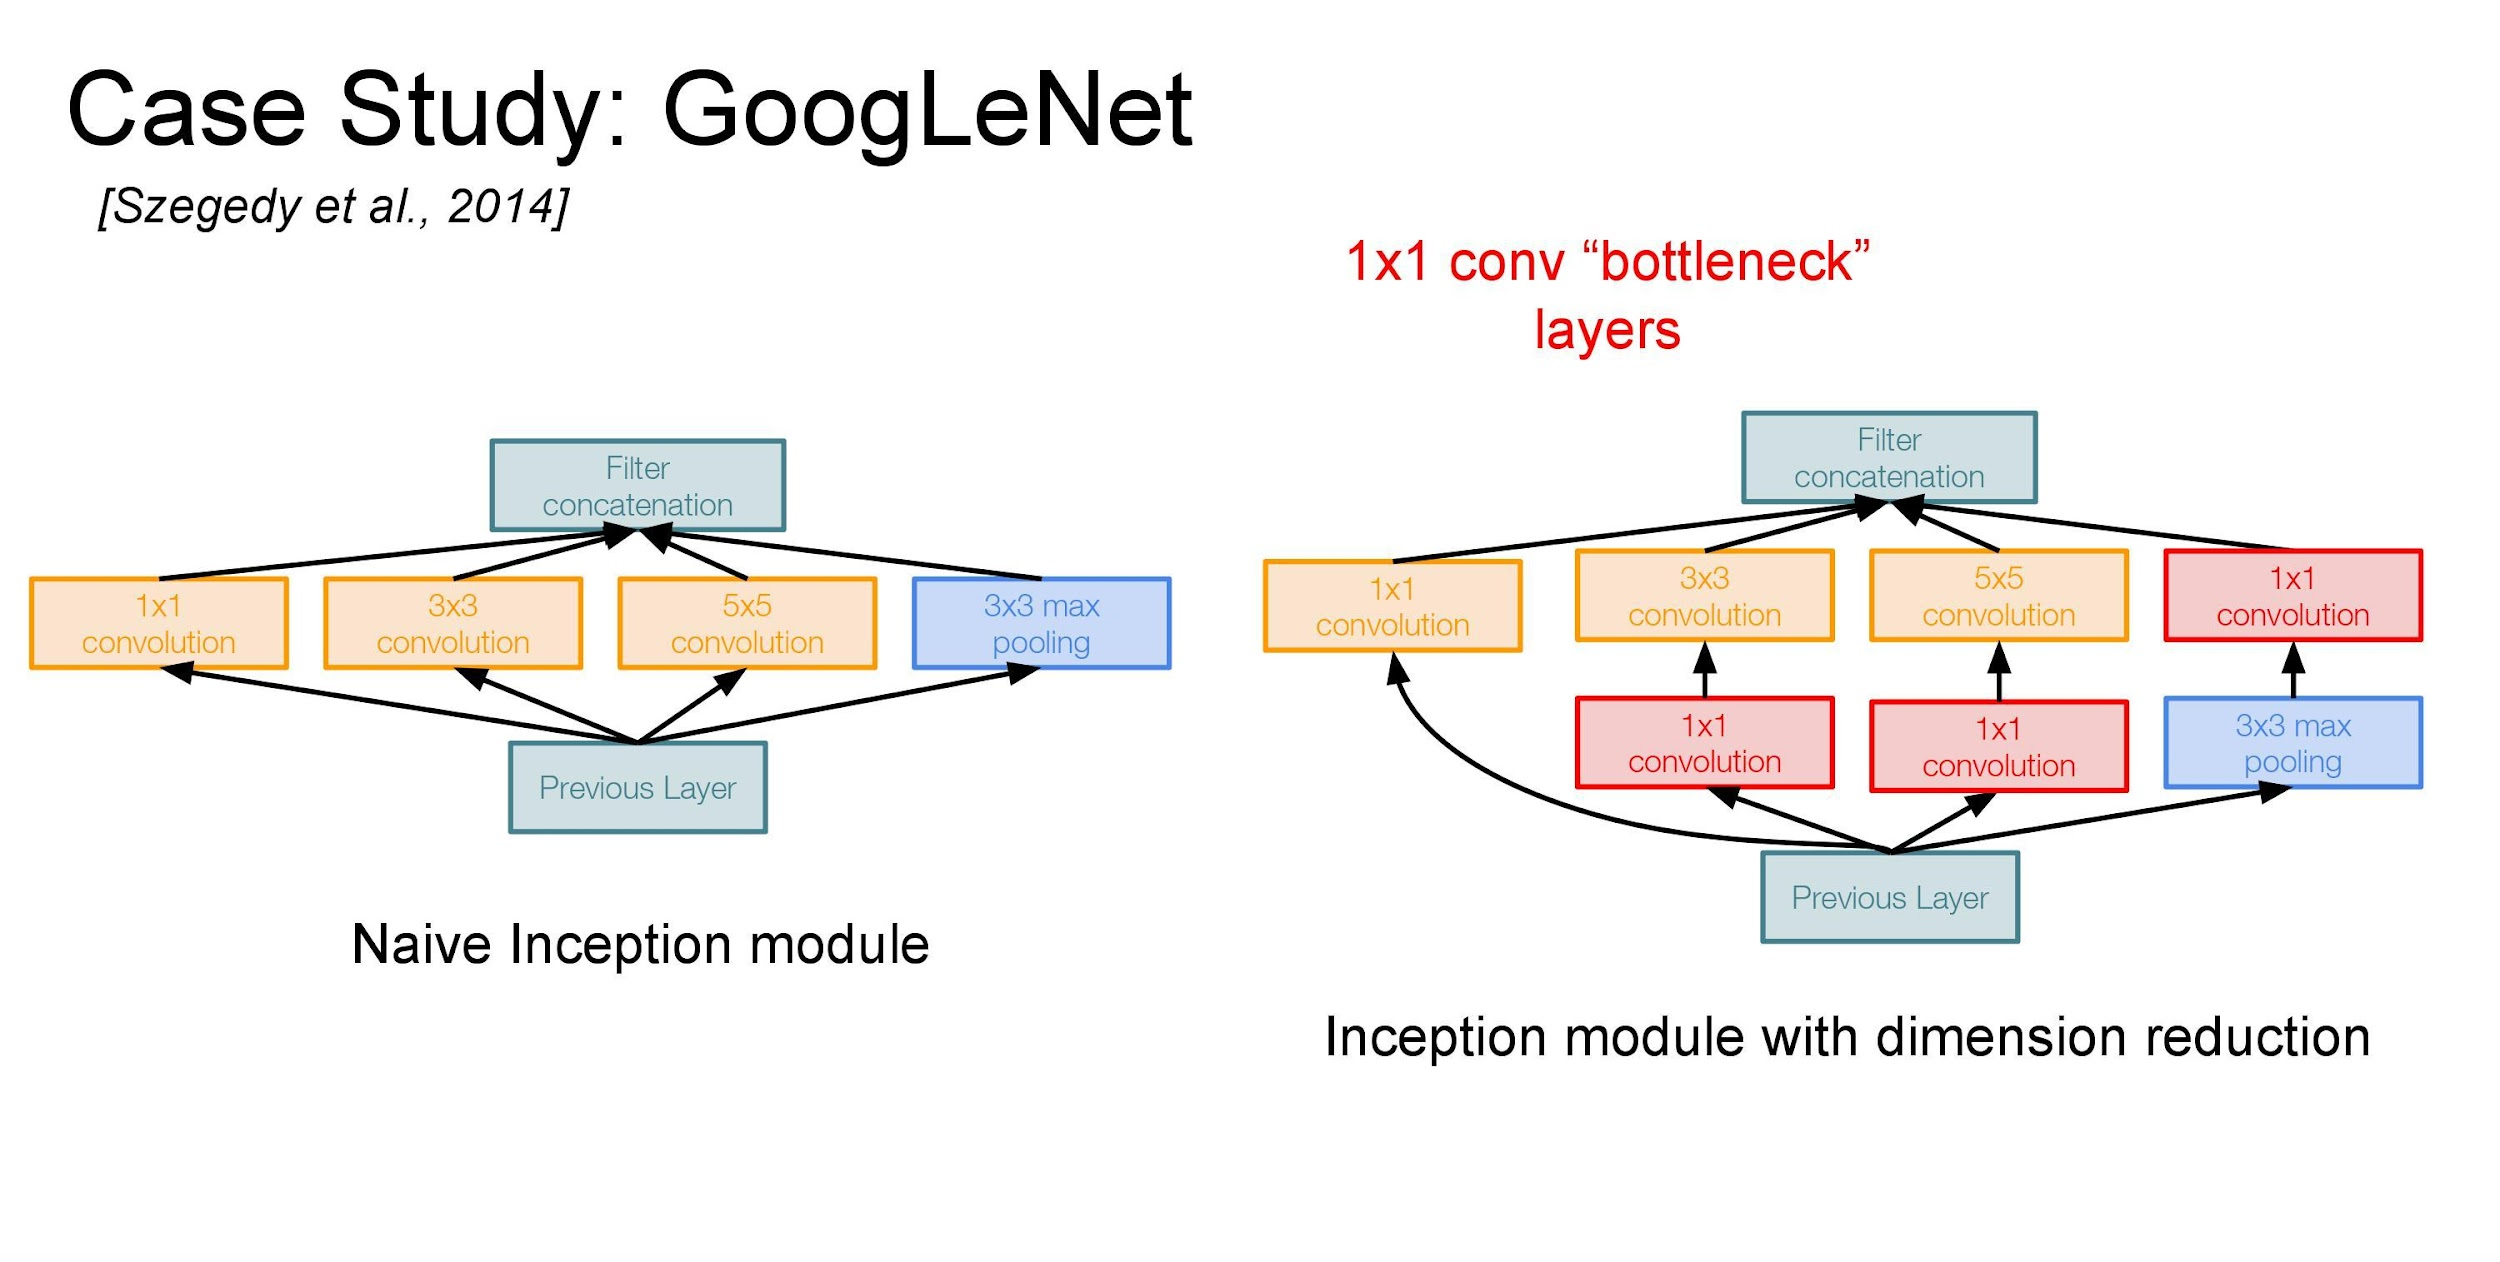 Case Study: GoogLeNet
[Szegedy et al., 2014]
1x1 conv “bottleneck”
layers
Filter
concatenation
1x1
convolution
3x3
convolution
5x5
convolution
3x3 max
pooling
Previous Layer
Naive Inception module
Filter
concatenation
1x1
convolution
3x3
convolution
5x5
convolution
1x1
convolution
1x1
convolution
1x1
convolution
3x3 max
pooling
Previous Layer
Inception module with dimension reduction